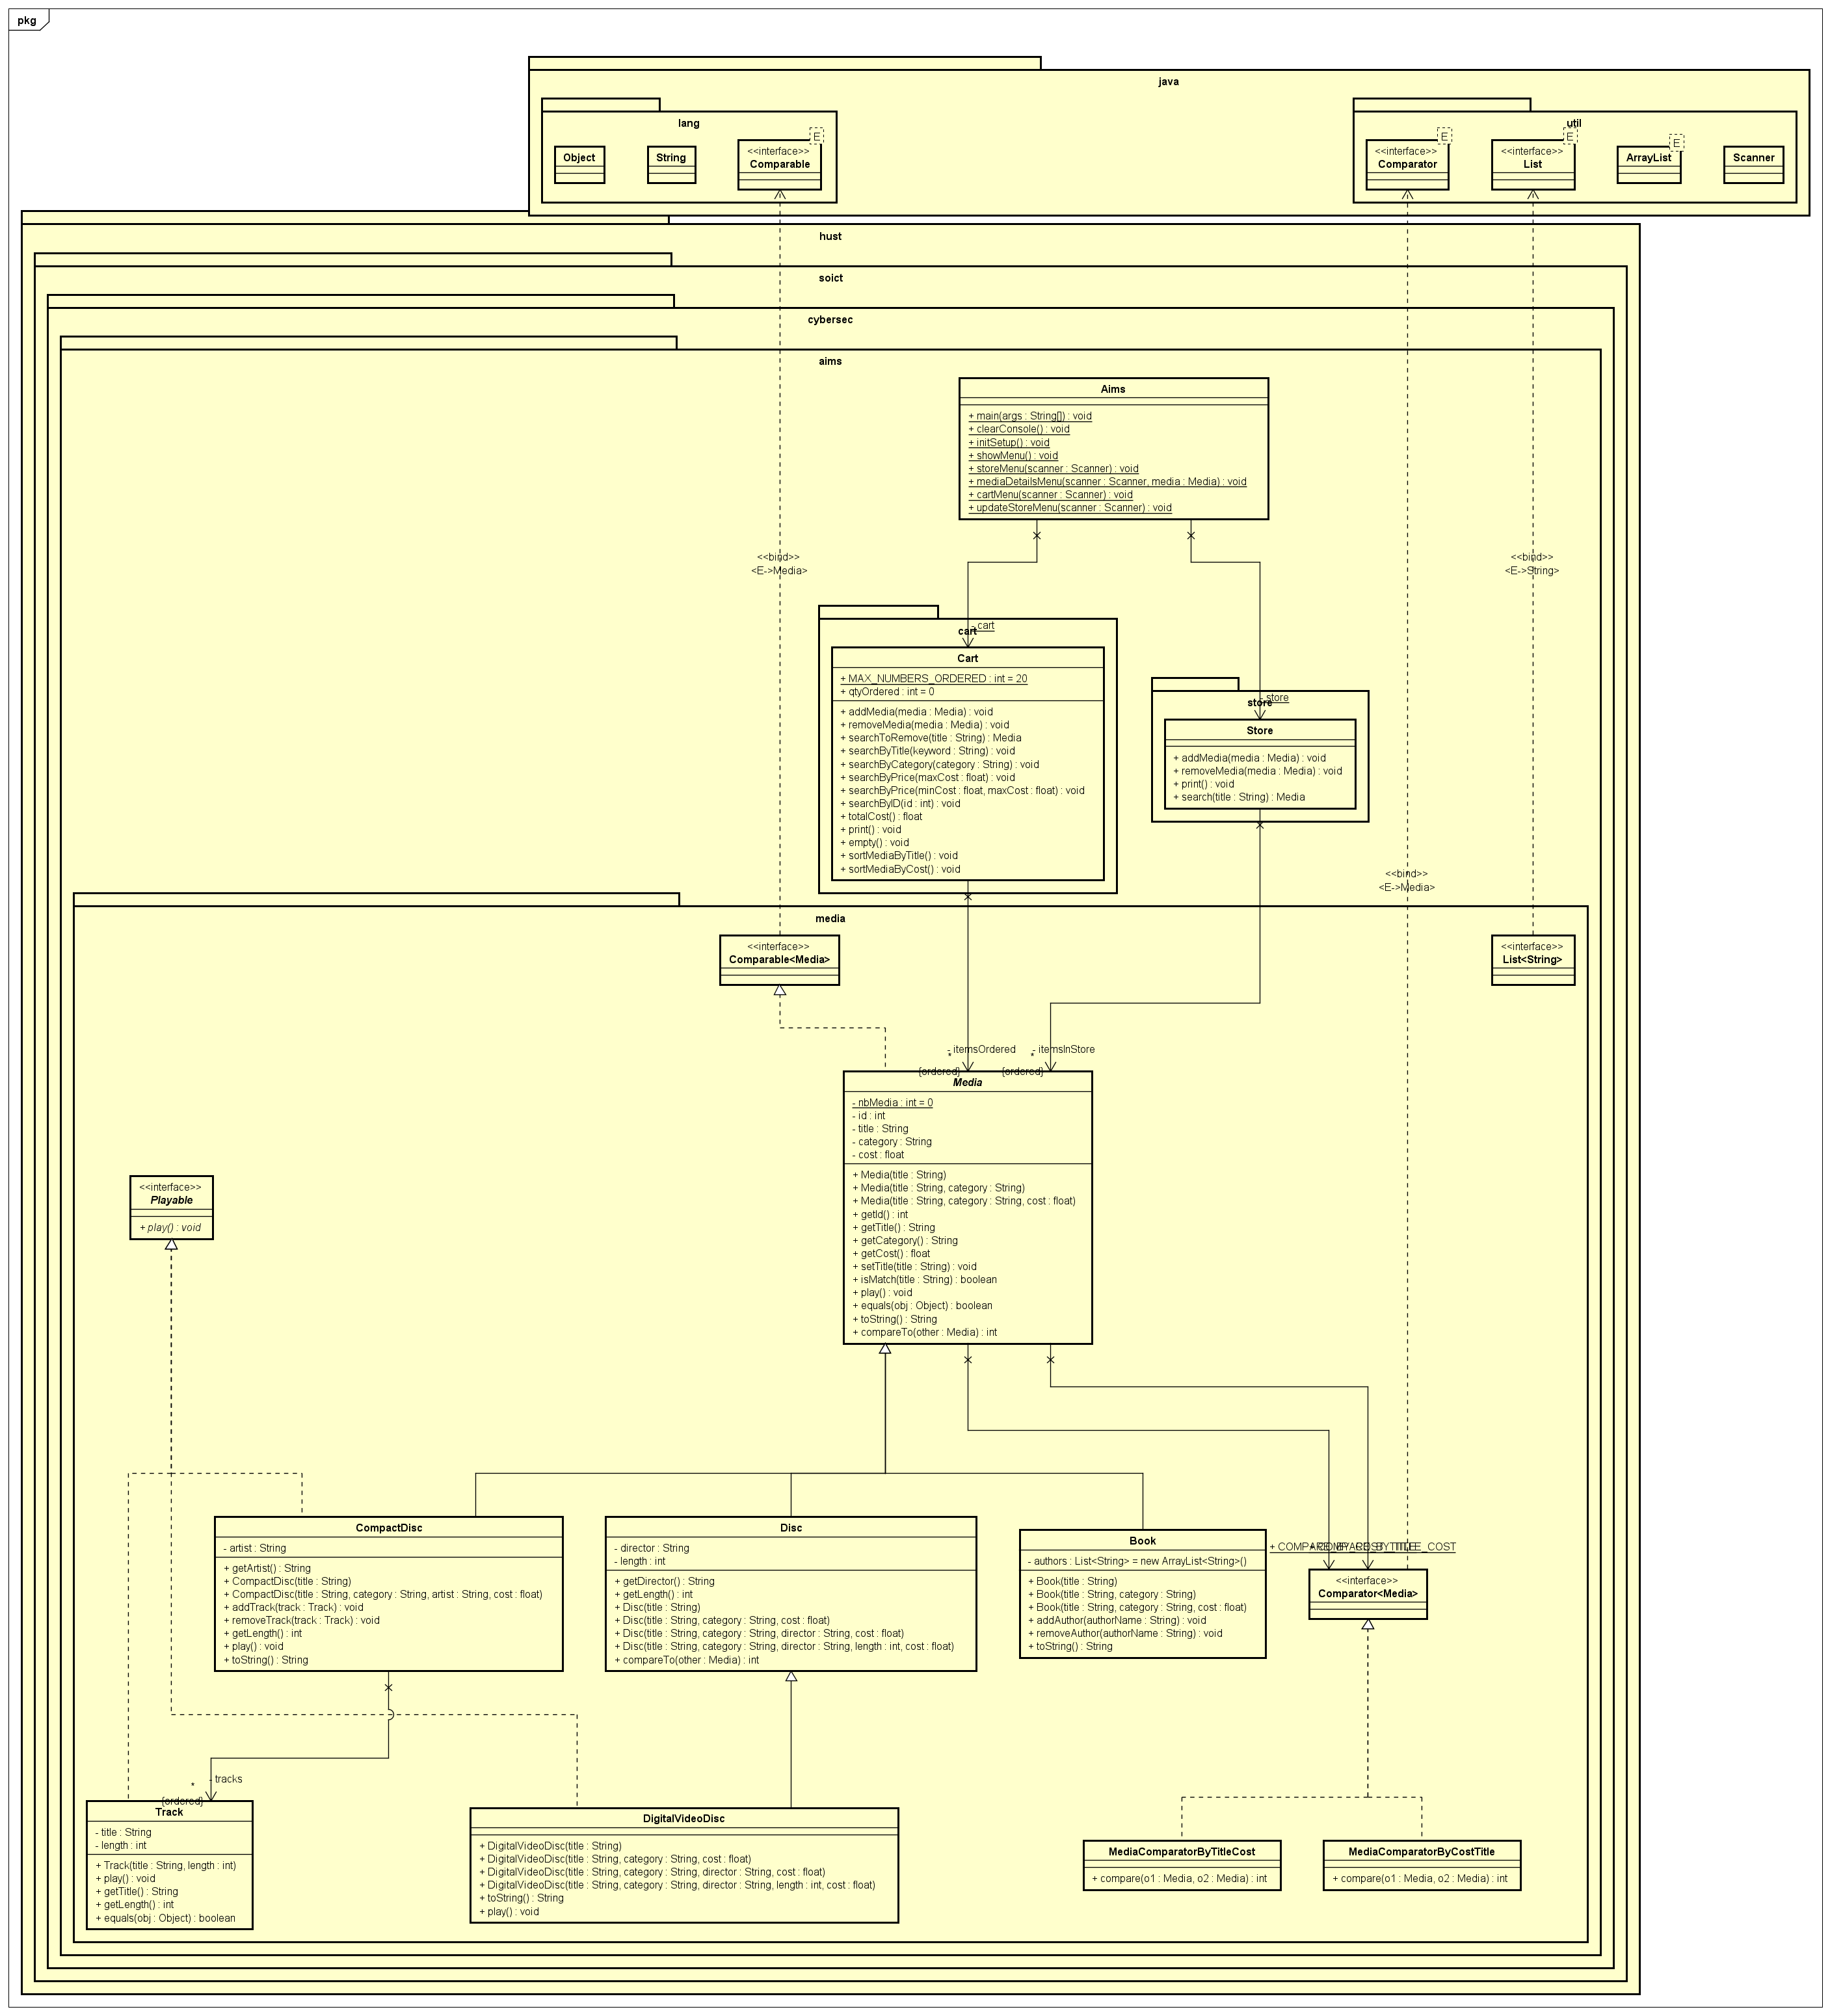 pkg
java
lang
util
Object
String
E
<<interface>>
Comparable
E
<<interface>>
Comparator
E
<<interface>>
List
E
ArrayList
Scanner
hust
soict
cybersec
aims
Aims
+ main(args : String[]) : void
+ clearConsole() : void
+ initSetup() : void
+ showMenu() : void
+ storeMenu(scanner : Scanner) : void
+ mediaDetailsMenu(scanner : Scanner, media : Media) : void
+ cartMenu(scanner : Scanner) : void
+ updateStoreMenu(scanner : Scanner) : void
<<bind>>
<E->Media>
<<bind>>
<E->String>
- cart
cart
Cart
+ MAX_NUMBERS_ORDERED : int = 20
+ qtyOrdered : int = 0
+ addMedia(media : Media) : void
+ removeMedia(media : Media) : void
+ searchToRemove(title : String) : Media
+ searchByTitle(keyword : String) : void
+ searchByCategory(category : String) : void
+ searchByPrice(maxCost : float) : void
+ searchByPrice(minCost : float, maxCost : float) : void
+ searchByID(id : int) : void
+ totalCost() : float
+ print() : void
+ empty() : void
+ sortMediaByTitle() : void
+ sortMediaByCost() : void
- store
store
Store
+ addMedia(media : Media) : void
+ removeMedia(media : Media) : void
+ print() : void
+ search(title : String) : Media
<<bind>>
<E->Media>
media
<<interface>>
Comparable<Media>
<<interface>>
List<String>
- itemsOrdered
*
{ordered}
- itemsInStore
*
{ordered}
Media
- nbMedia : int = 0
- id : int
- title : String
- category : String
- cost : float
+ Media(title : String)
+ Media(title : String, category : String)
+ Media(title : String, category : String, cost : float)
+ getId() : int
+ getTitle() : String
+ getCategory() : String
+ getCost() : float
+ setTitle(title : String) : void
+ isMatch(title : String) : boolean
+ play() : void
+ equals(obj : Object) : boolean
+ toString() : String
+ compareTo(other : Media) : int
<<interface>>
Playable
+ play() : void
CompactDisc
- artist : String
+ getArtist() : String
+ CompactDisc(title : String)
+ CompactDisc(title : String, category : String, artist : String, cost : float)
+ addTrack(track : Track) : void
+ removeTrack(track : Track) : void
+ getLength() : int
+ play() : void
+ toString() : String
Disc
- director : String
- length : int
+ getDirector() : String
+ getLength() : int
+ Disc(title : String)
+ Disc(title : String, category : String, cost : float)
+ Disc(title : String, category : String, director : String, cost : float)
+ Disc(title : String, category : String, director : String, length : int, cost : float)
+ compareTo(other : Media) : int
Book
- authors : List<String> = new ArrayList<String>()
+ Book(title : String)
+ Book(title : String, category : String)
+ Book(title : String, category : String, cost : float)
+ addAuthor(authorName : String) : void
+ removeAuthor(authorName : String) : void
+ toString() : String
<<interface>>
Comparator<Media>
- tracks
*
{ordered}
Track
- title : String
- length : int
+ Track(title : String, length : int)
+ play() : void
+ getTitle() : String
+ getLength() : int
+ equals(obj : Object) : boolean
DigitalVideoDisc
+ DigitalVideoDisc(title : String)
+ DigitalVideoDisc(title : String, category : String, cost : float)
+ DigitalVideoDisc(title : String, category : String, director : String, cost : float)
+ DigitalVideoDisc(title : String, category : String, director : String, length : int, cost : float)
+ toString() : String
+ play() : void
MediaComparatorByTitleCost
+ compare(o1 : Media, o2 : Media) : int
MediaComparatorByCostTitle
+ compare(o1 : Media, o2 : Media) : int